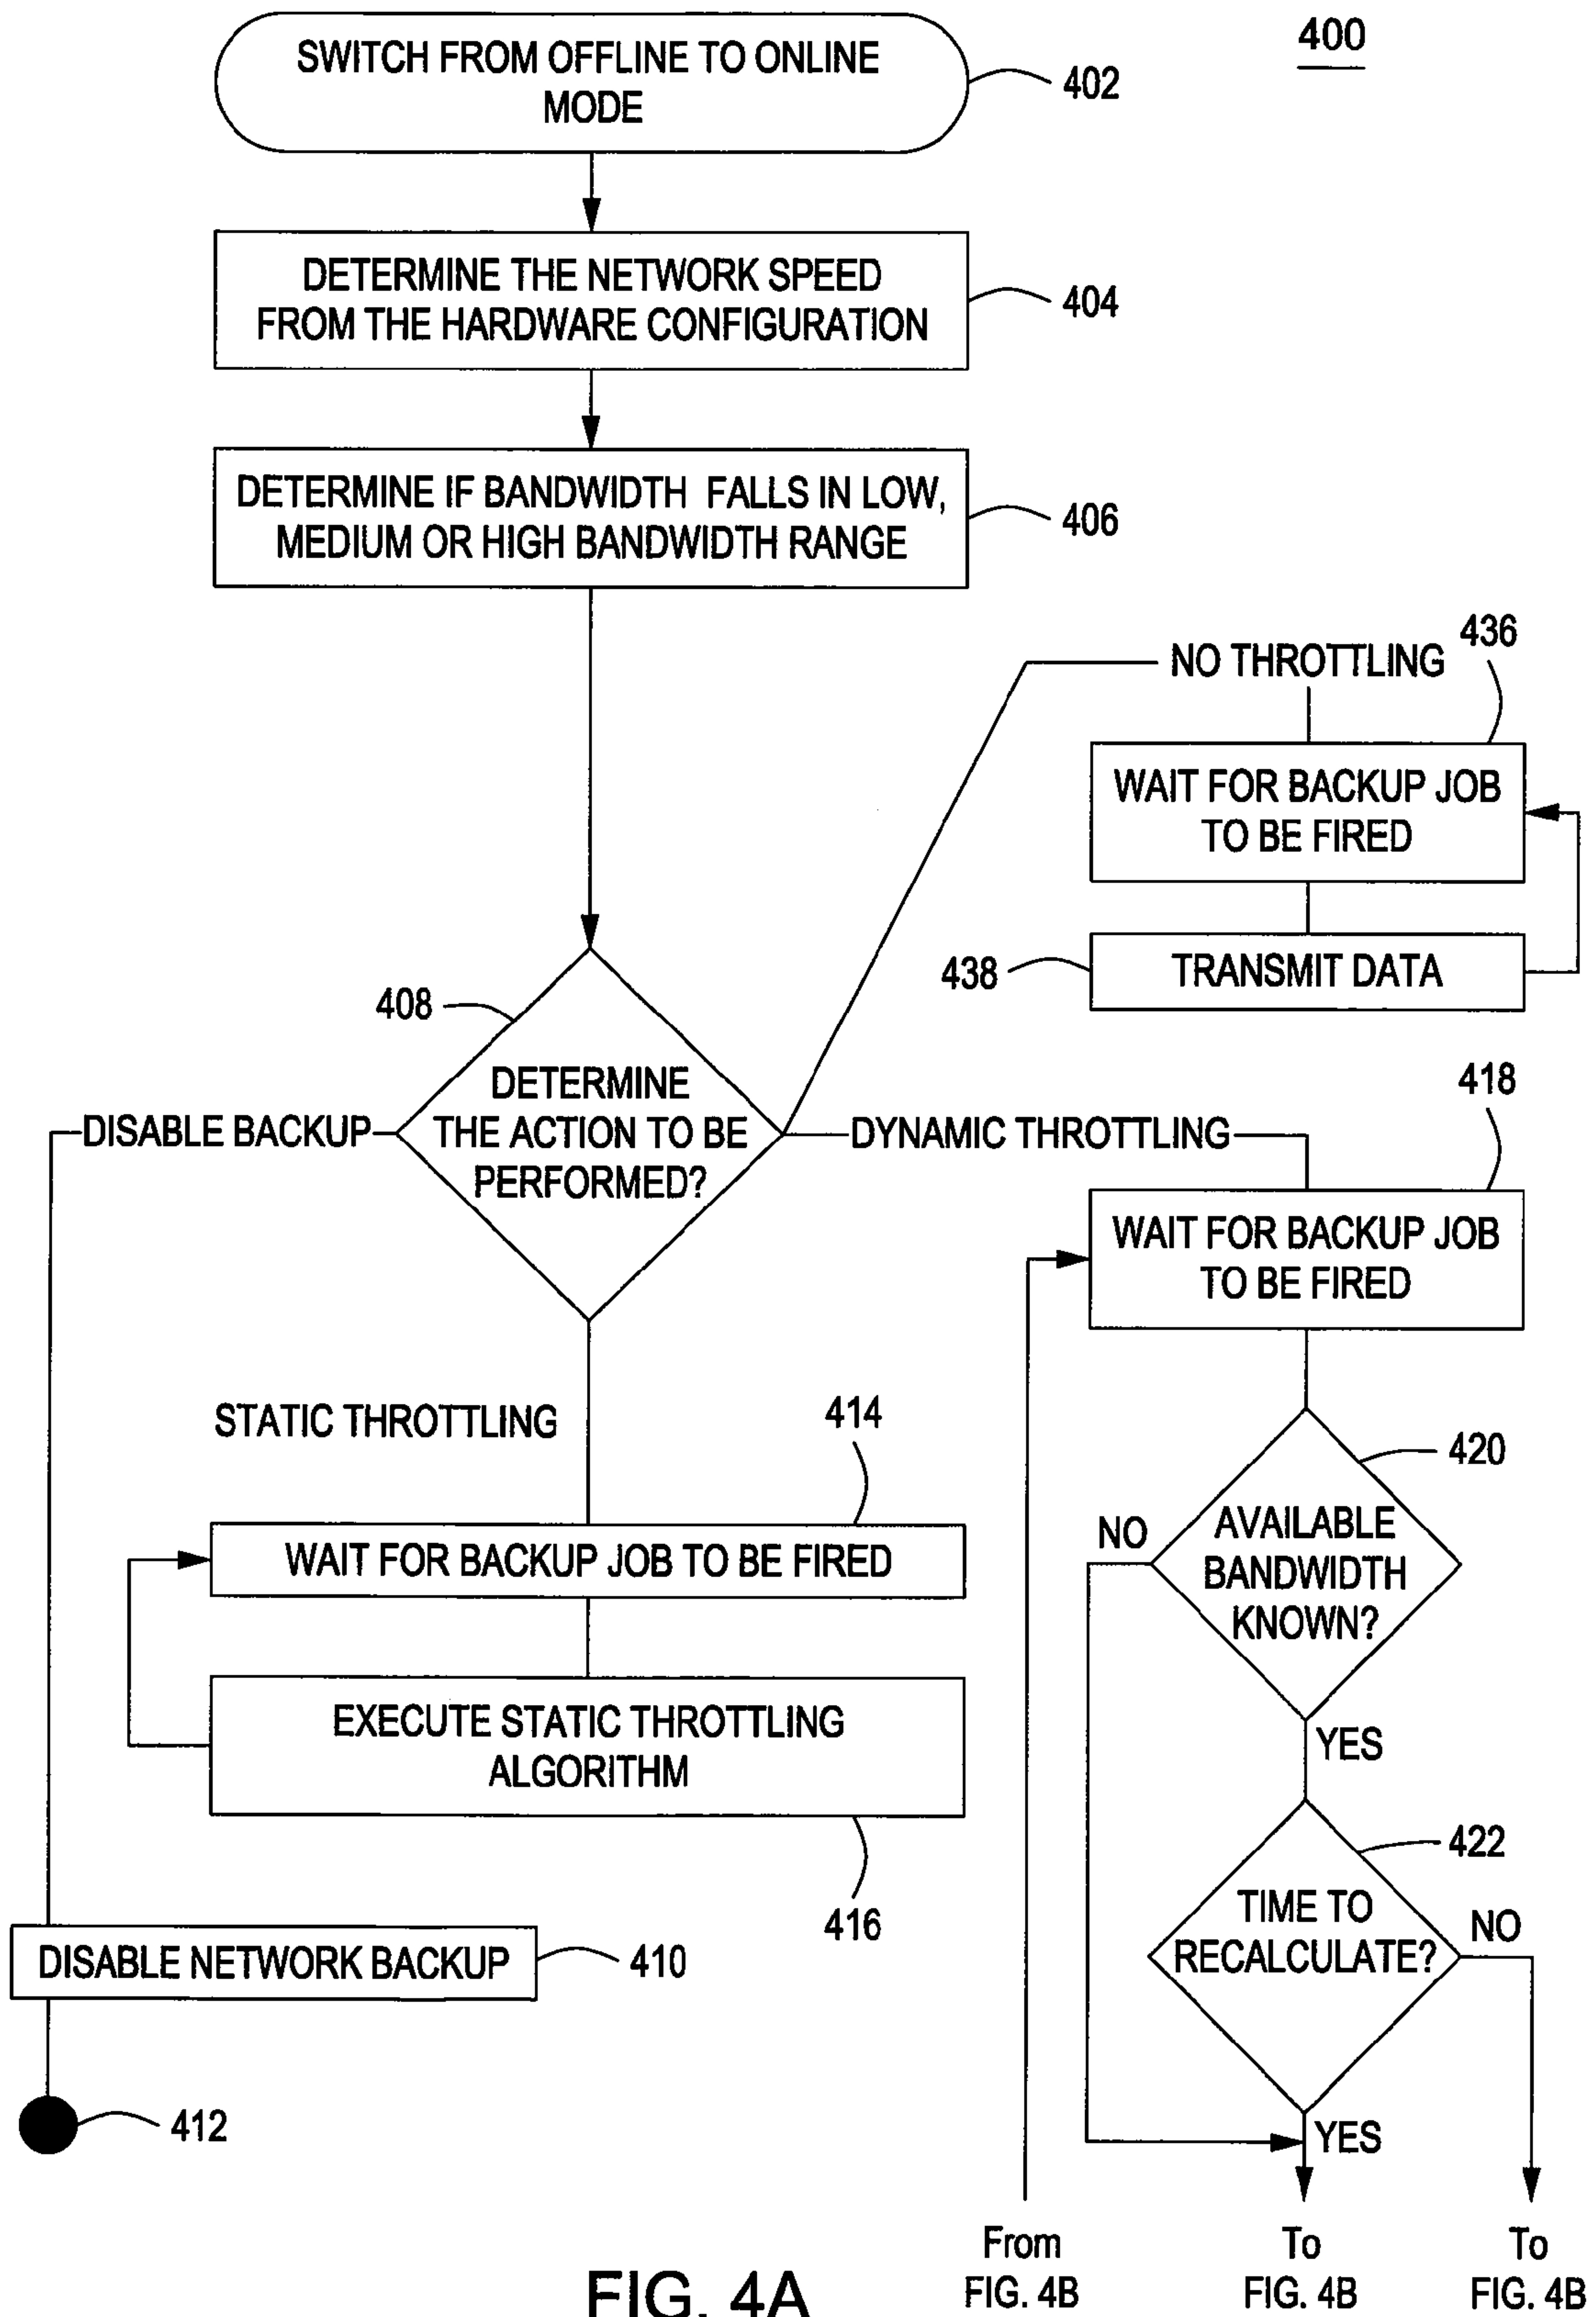 400
SWITCH FROM OFFLINE TO ONLINE
MODE
402
DETERMINE THE NETWORK SPEED
FROM THE HARDWARE CONFIGURATION
404
DETERMINE IF BANDWIDTH FALLS IN LOW,
MEDIUM OR HIGH BANDWIDTH RANGE
406
436
NO THROTTLING
WAIT FOR BACKUP JOB
TO BE FIRED
438
TRANSMIT DATA
408
DETERMINE
THE ACTION TO BE
PERFORMED?
DISABLE BACKUP
DYNAMIC THROTTLING
418
WAIT FOR BACKUP JOB
TO BE FIRED
STATIC THROTTLING
414
WAIT FOR BACKUP JOB TO BE FIRED
EXECUTE STATIC THROTTLING
ALGORITHM
416
420
NO
AVAILABLE
BANDWIDTH
KNOWN?
YES
422
TIME TO
RECALCULATE?
NO
YES
DISABLE NETWORK BACKUP
410
412
From
FIG. 4B
To
FIG. 4B
To
FIG. 4B
FIG. 4A